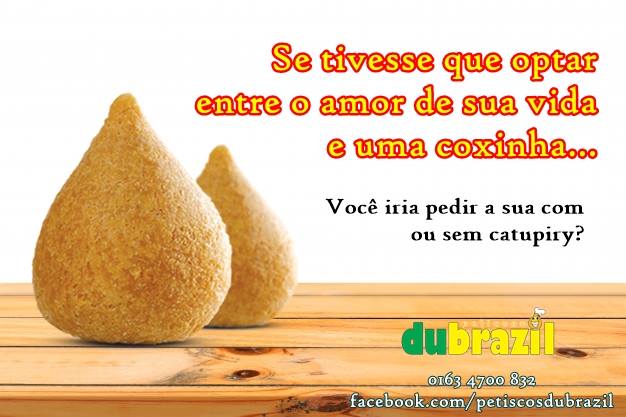 Se tivesse que optar
entre o amor de sua vida
e uma coxinha...
Você iria pedir a sua com
ou sem catupiry?
petiscos
dubrazil
0163 4700 832
facebook.com/petiscosdubrazil